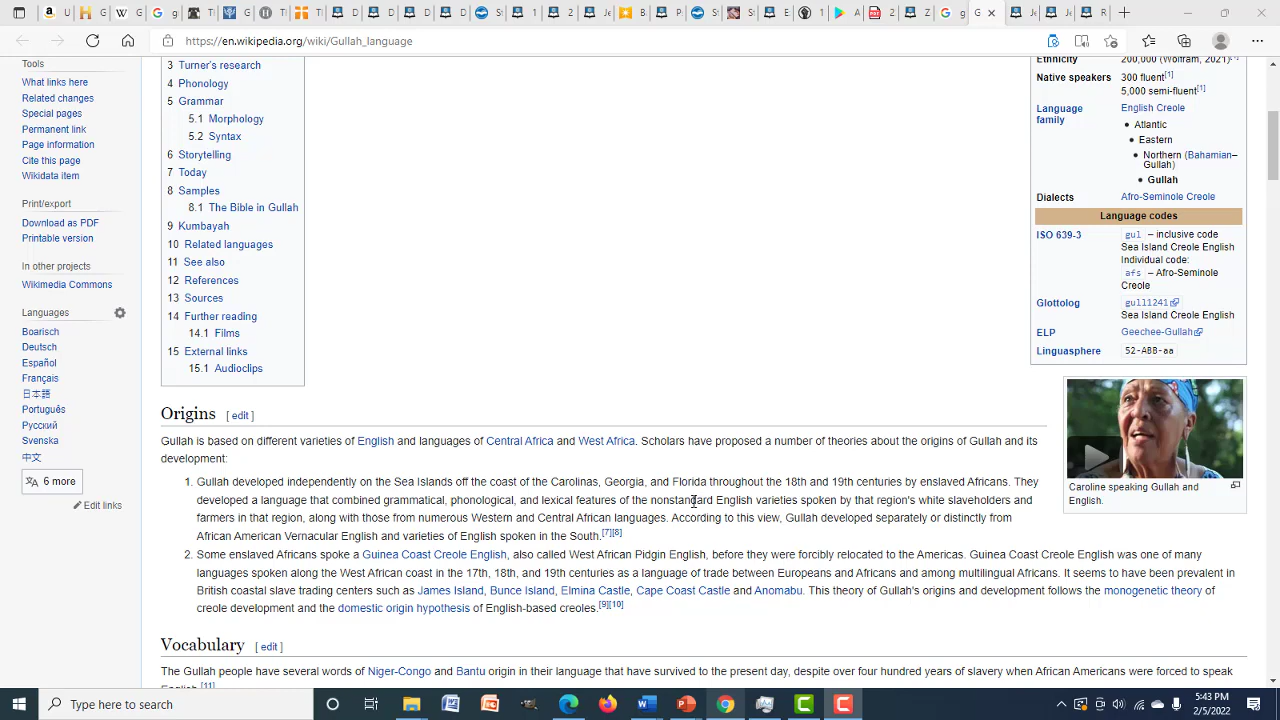 https://en.wikipedia.org/wiki/Gullah_language
Tools
What links here
Related changes
Special pages
Permanent link
Page information
Cite this page
Wikidata item
Print/export
Download as PDF
Printable version
In other projects
Wikimedia Commons
Languages
Boarisch
Deutsch
Español
Français
日本語
Português
Русский
Svenska
中文
6 more
Edit links
3 Turner's research
4 Phonology
5 Grammar
5.1 Morphology
5.2 Syntax
6 Storytelling
7 Today
8 Samples
8.1 The Bible in Gullah
9 Kumbayah
10 Related languages
11 See also
12 References
13 Sources
14 Further reading
14.1 Films
15 External links
15.1 Audioclips
Ethnicity 200,000 (Wolfram, 2021)
Native speakers 300 fluent[1]
5,000 semi-fluent[1]
Language family English Creole
• Atlantic
• Eastern
• Northern (Bahamian–
Gullah)
• Gullah
Dialects Afro-Seminole Creole
Language codes
ISO 639-3 gul – inclusive code
Sea Island Creole English
Individual code:
afs – Afro-Seminole
Creole
Glottolog gull1241
Sea Island Creole English
ELP Geechee-Gullah
Linguasphere 52-ABB-aa
Caroline speaking Gullah and
English.
Origins [ edit ]
Gullah is based on different varieties of English and languages of Central Africa and West Africa. Scholars have proposed a number of theories about the origins of Gullah and its
development:
1. Gullah developed independently on the Sea Islands off the coast of the Carolinas, Georgia, and Florida throughout the 18th and 19th centuries by enslaved Africans. They
developed a language that combined grammatical, phonological, and lexical features of the nonstandard English varieties spoken by that region's white slaveholders and
farmers in that region, along with those from numerous Western and Central African languages. According to this view, Gullah developed separately or distinctly from
African American Vernacular English and varieties of English spoken in the South.[7][8]
2. Some enslaved Africans spoke a Guinea Coast Creole English, also called West African Pidgin English, before they were forcibly relocated to the Americas. Guinea Coast Creole English was one of many
languages spoken along the West African coast in the 17th, 18th, and 19th centuries as a language of trade between Europeans and Africans and among multilingual Africans. It seems to have been prevalent in
British coastal slave trading centers such as James Island, Bunce Island, Elmina Castle, Cape Coast Castle and Anomabu. This theory of Gullah's origins and development follows the monogenetic theory of
creole development and the domestic origin hypothesis of English-based creoles.[9][10]
Vocabulary [ edit ]
The Gullah people have several words of Niger-Congo and Bantu origin in their language that have survived to the present day, despite over four hundred years of slavery when African Americans were forced to speak
English.[11]
Type here to search
5:43 PM
2/5/2022